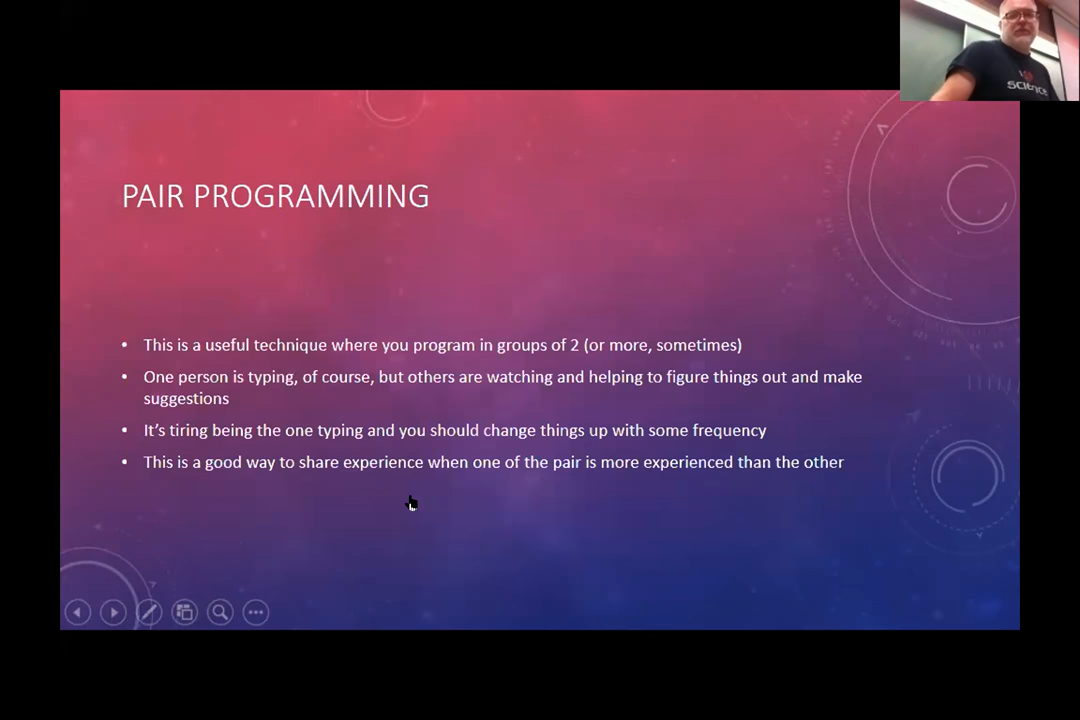 SCIENCE
PAIR PROGRAMMING
• This is a useful technique where you program in groups of 2 (or more, sometimes)
• One person is typing, of course, but others are watching and helping to figure things out and make
suggestions
• It's tiring being the one typing and you should change things up with some frequency
• This is a good way to share experience when one of the pair is more experienced than the other